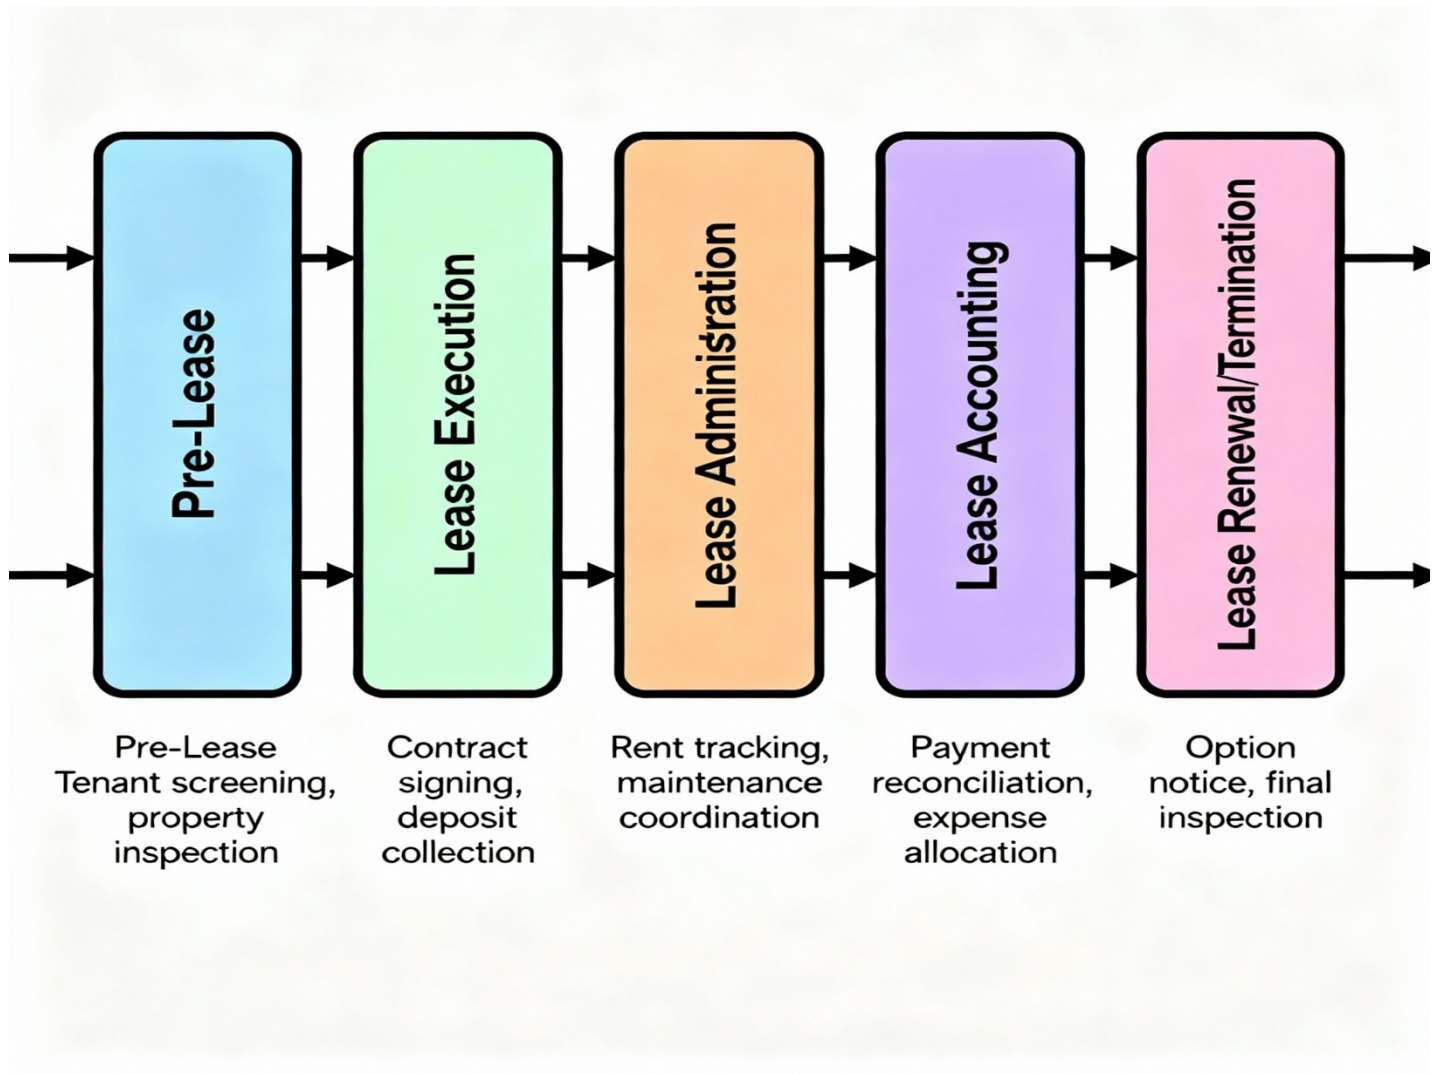 Pre-Lease
Lease Execution
Lease Administration
Lease Accounting
Lease Renewal/Termination
Pre-Lease
Tenant screening,
property
inspection
Contract
signing,
deposit
collection
Rent tracking,
maintenance
coordination
Payment
reconciliation,
expense
allocation
Option
notice, final
inspection